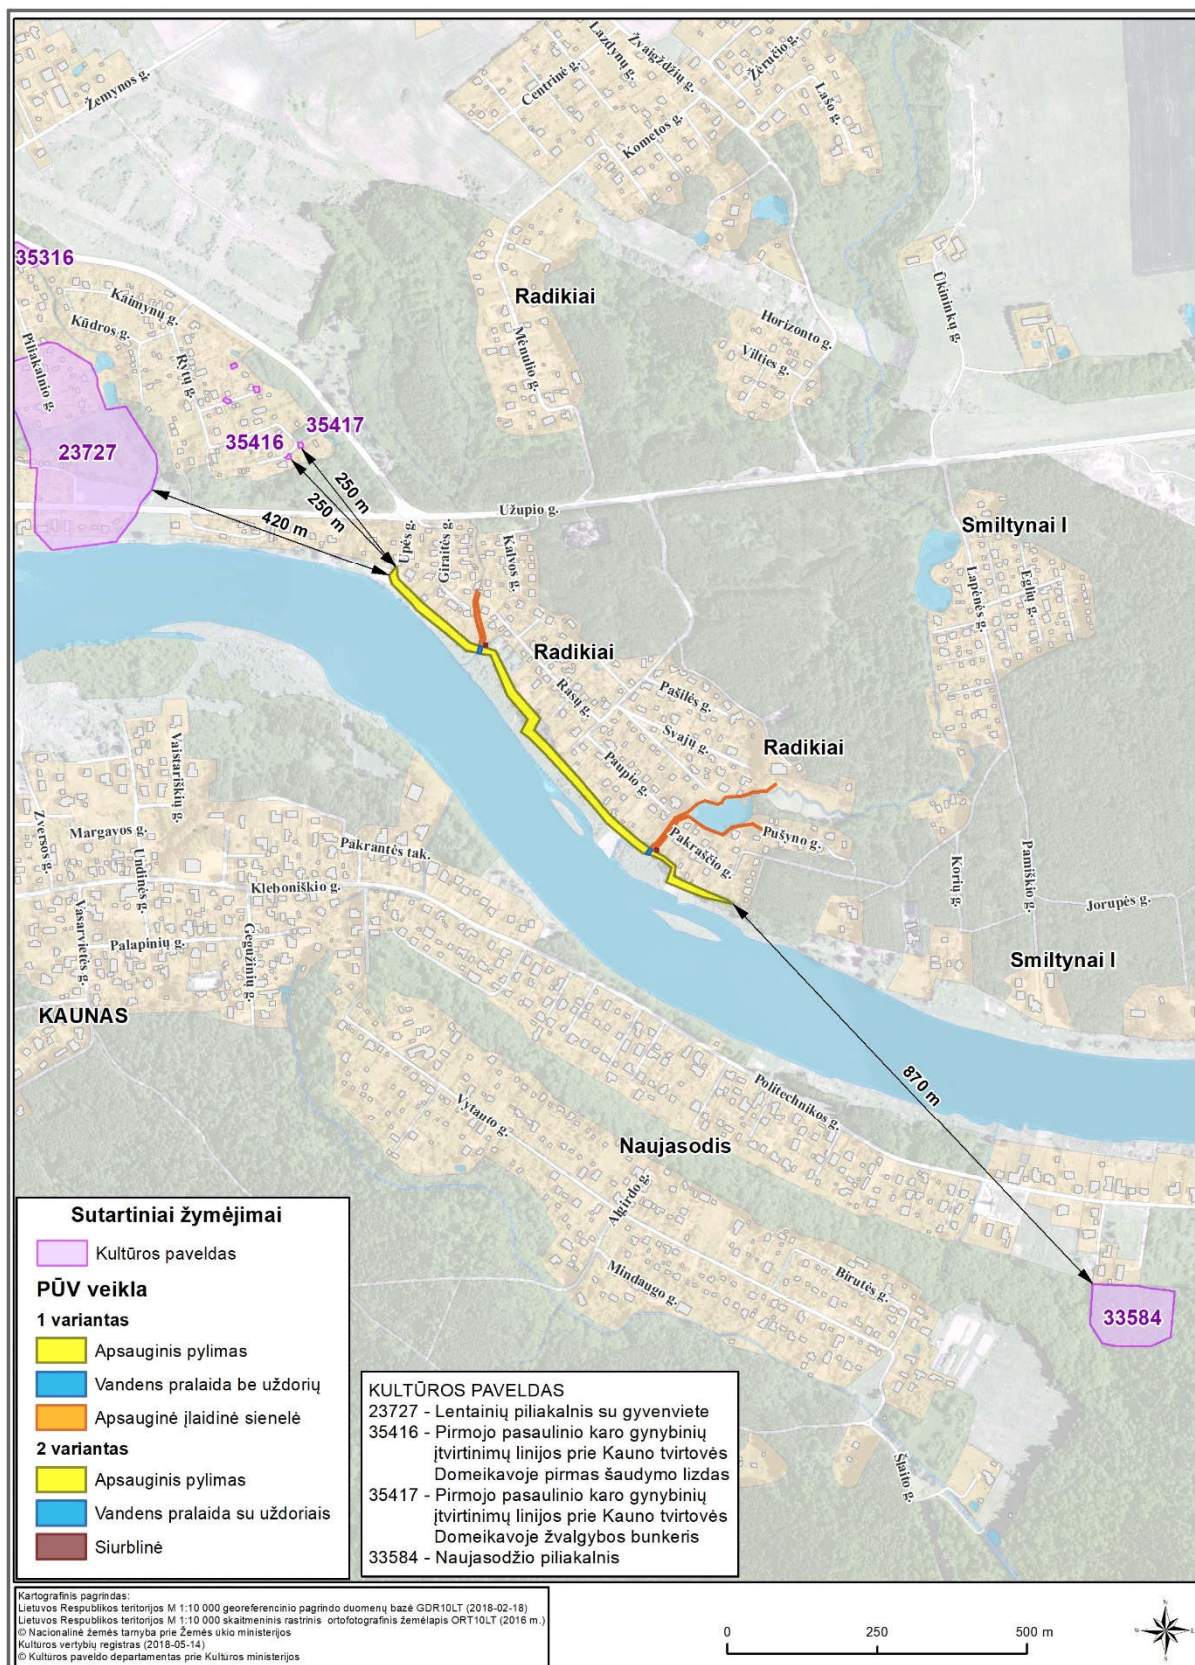 Žemynos g.
Lazdynų g.
Žvaigždžių g.
Žėručio g.
Centrinė g.
Lašo g.
Kometos g.
35316
Kaimynų g.
Kūdros g.
Piliakalnio g.
Rytų g.
Radikiai
Mėnulio g.
Horizonto g.
Vilties g.
Ūkininkų g.
23727
35416
35417
250 m
250 m
420 m
Užupio g.
Upės g.
Giraitės g.
Kalvos g.
Smiltynai I
Lapėnės g.
Eglių g.
Radikiai
Rasų g.
Pašilės g.
Svajų g.
Radikiai
Paupio g.
Pakraščio g.
Pušyno g.
Vaistariškių g.
Zversos g.
Margavos g.
Undinės g.
Pakrantės tak.
Kleboniškio g.
Vasarvietės g.
Palapinių g.
Gegužinių g.
Korių g.
Pamiškio g.
Jorupės g.
Smiltynai I
KAUNAS
870 m
Vytauto g.
Politechnikos g.
Naujasodis
Algirdo g.
Mindaugo g.
Birutės g.
33584
Šlaito g.
Sutartiniai žymėjimai
Kultūros paveldas
PŪV veikla
1 variantas
Apsauginis pylimas
Vandens pralaida be uždorių
Apsauginė įlaidinė sienelė
2 variantas
Apsauginis pylimas
Vandens pralaida su uždoriais
Siurblinė
KULTŪROS PAVELDAS
23727 - Lentainių piliakalnis su gyvenviete
35416 - Pirmojo pasaulinio karo gynybinių
įtvirtinimų linijos prie Kauno tvirtovės
Domeikavoje pirmas šaudymo lizdas
35417 - Pirmojo pasaulinio karo gynybinių
įtvirtinimų linijos prie Kauno tvirtovės
Domeikavoje žvalgybos bunkeris
33584 - Naujasodžio piliakalnis
Kartografinis pagrindas:
Lietuvos Respublikos teritorijos M 1:10 000 georeferencinio pagrindo duomenų bazė GDR10LT (2018-02-18)
Lietuvos Respublikos teritorijos M 1:10 000 skaitmeninis rastrinis ortofotografinis žemėlapis ORT10LT (2016 m.)
© Nacionalinė žemės tarnyba prie Žemės ūkio ministerijos
Kultūros vertybių registras (2018-05-14)
© Kultūros paveldo departamentas prie Kultūros ministerijos
0 250 500 m
N
W E
S